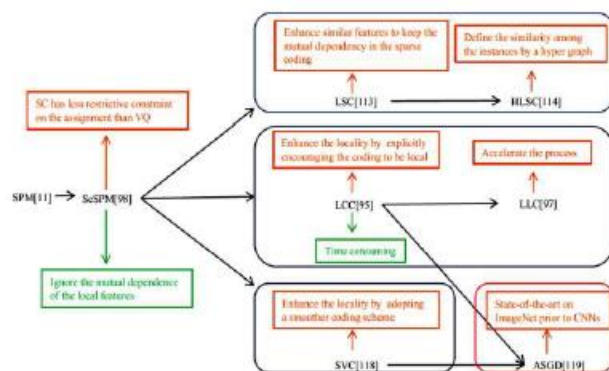 Enhance similar features to keep the
mutual dependency in the sparse
coding
Define the similarity among
the instances by a hyper graph
LSC[113]
HLSC[114]
SC has less restrictive constraint
on the assignment than VQ
Enhance the locality by explicitly
encouraging the coding to be local
Accelerate the process
SPM[11]
ScSPM[98]
LCC[95]
LLC[97]
Time consuming
Ignore the mutual dependence
of the local features
Enhance the locality by adopting
a smoother coding scheme
State-of-the-art on
ImageNet prior to CNNs
SVC[118]
ASGD[119]